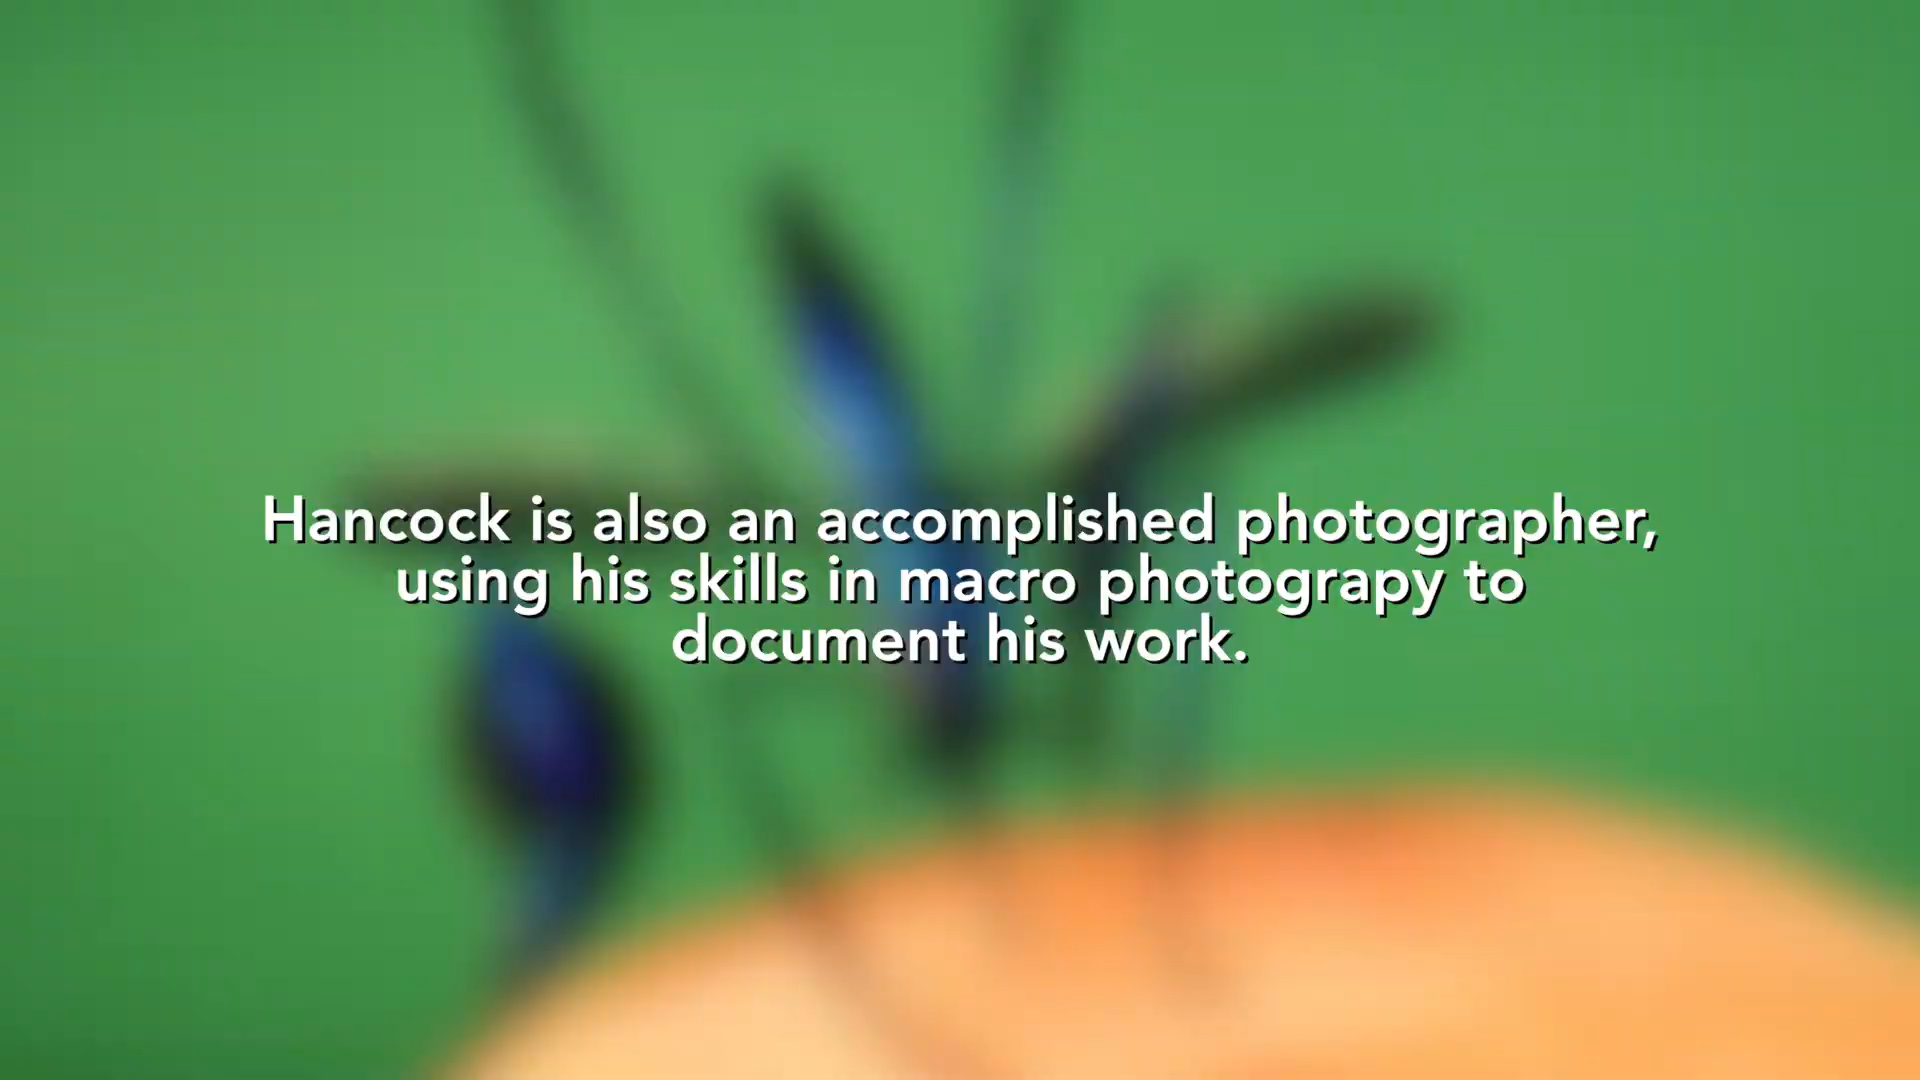 Hancock is also an accomplished photographer,
using his skills in macro photograpy to
document his work.